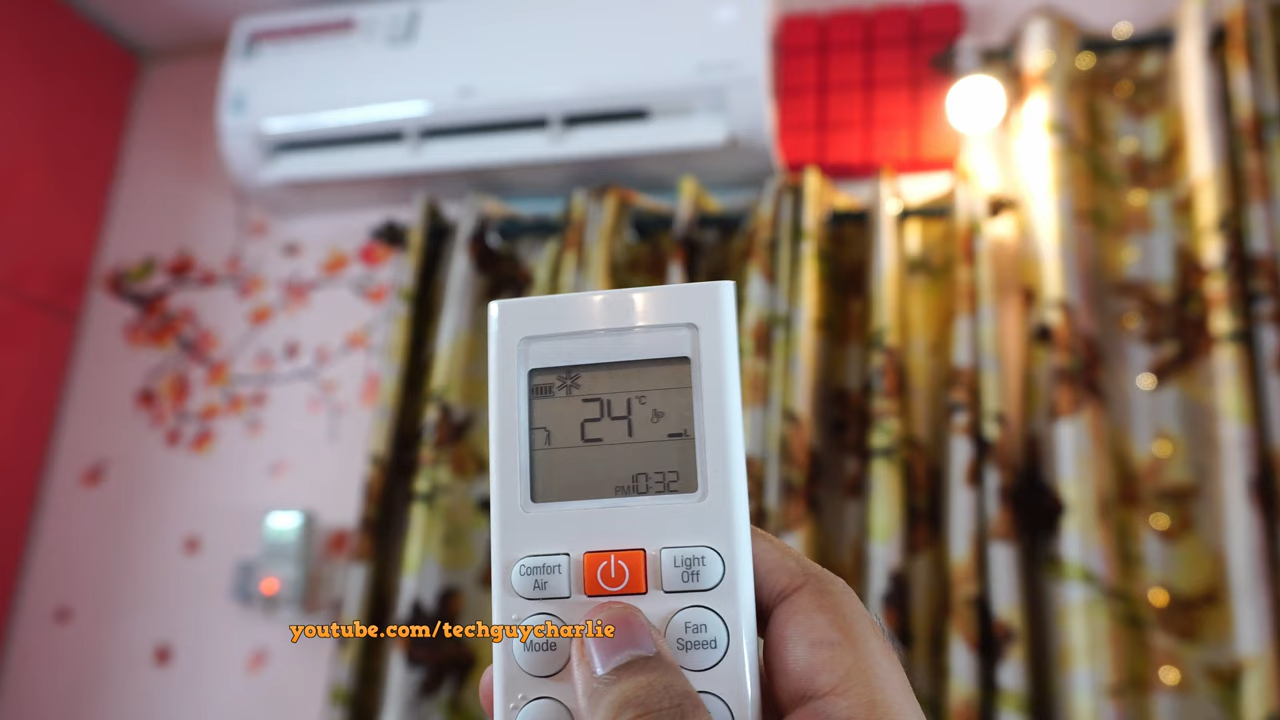 24°C
L
PM 10:32
Comfort
Air
Light
Off
Mode
Fan
Speed
youtube.com/techguycharlie